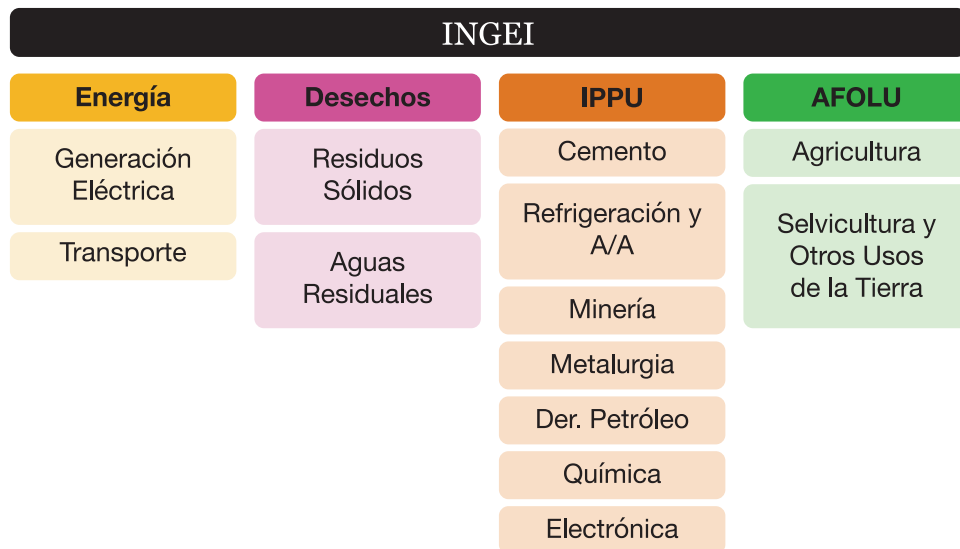 INGEI
Energía
Generación
Eléctrica
Transporte
Desechos
Residuos
Sólidos
Aguas
Residuales
IPPU
Cemento
Refrigeración y
A/A
Minería
Metalurgia
Der. Petróleo
Química
Electrónica
AFOLU
Agricultura
Selvicultura y
Otros Usos
de la Tierra